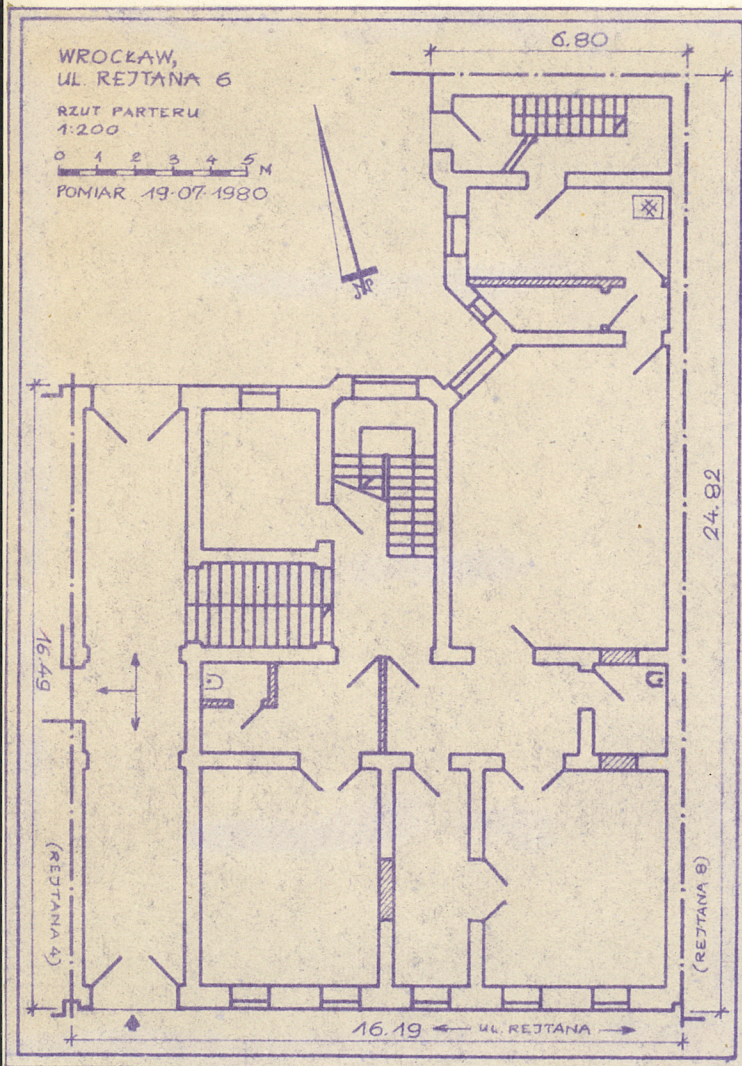 WROCŁAW,
UL. REJTANA 6
RZUT PARTERU
1:200
0 1 2 3 4 5 M
POMIAR 19-07-1980
6.80
24.82
16.49
(REJTANA 4)
(REJTANA 8)
16.19 ← UL. REJTANA →